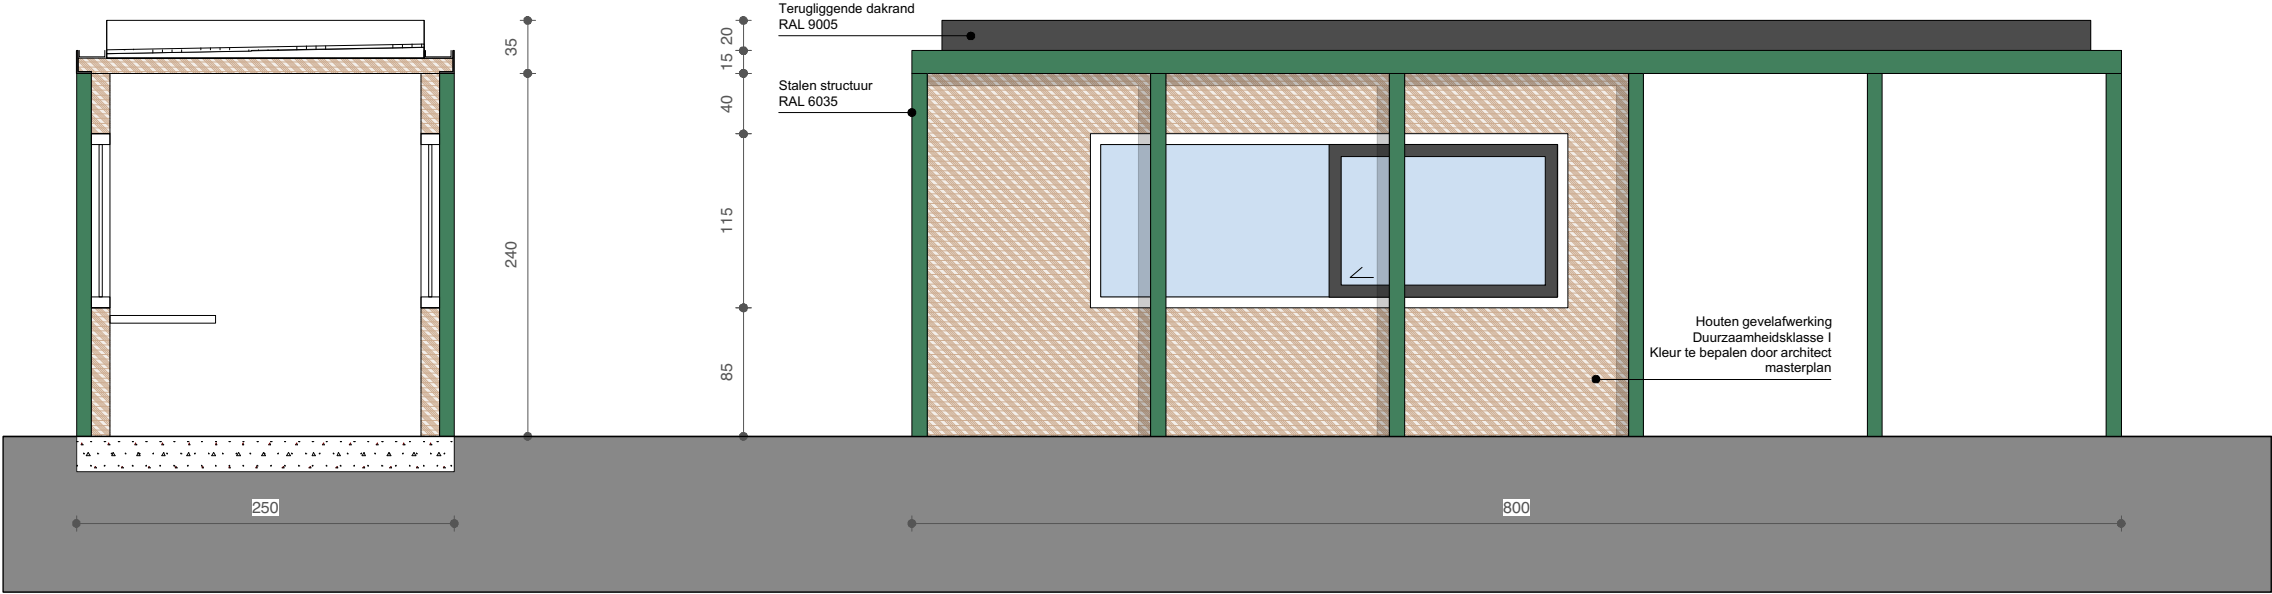 Terugliggende dakrand
RAL 9005
Stalen structuur
RAL 6035
35
240
20
15
40
115
85
Houten gevelafwerking
Duurzaamheidsklasse I
Kleur te bepalen door architect
masterplan
250
800